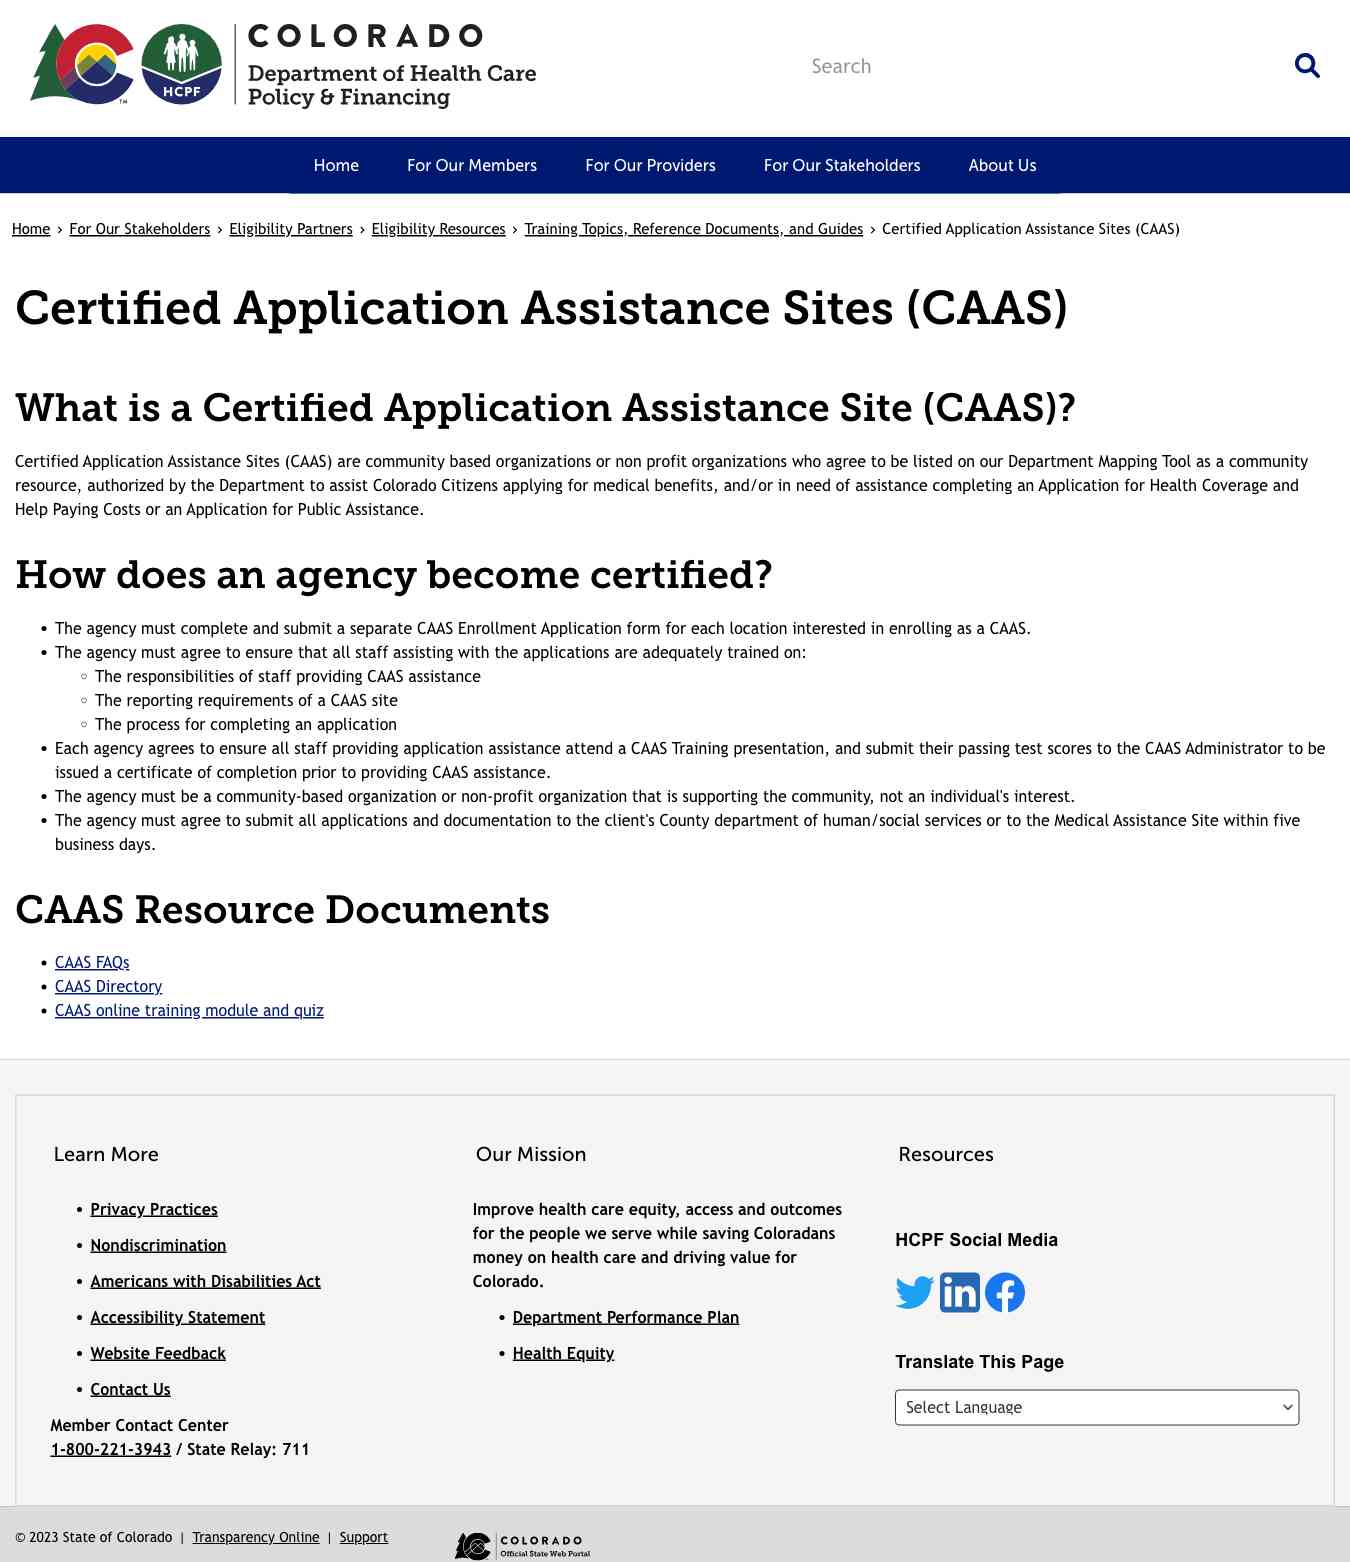 COLORADO
Department of Health Care
Policy & Financing
HCPF
TM
Search
Home
For Our Members
For Our Providers
For Our Stakeholders
About Us
Home › For Our Stakeholders › Eligibility Partners › Eligibility Resources › Training Topics, Reference Documents, and Guides › Certified Application Assistance Sites (CAAS)
Certified Application Assistance Sites (CAAS)
What is a Certified Application Assistance Site (CAAS)?
Certified Application Assistance Sites (CAAS) are community based organizations or non profit organizations who agree to be listed on our Department Mapping Tool as a community
resource, authorized by the Department to assist Colorado Citizens applying for medical benefits, and/or in need of assistance completing an Application for Health Coverage and
Help Paying Costs or an Application for Public Assistance.
How does an agency become certified?
• The agency must complete and submit a separate CAAS Enrollment Application form for each location interested in enrolling as a CAAS.
• The agency must agree to ensure that all staff assisting with the applications are adequately trained on:
○ The responsibilities of staff providing CAAS assistance
○ The reporting requirements of a CAAS site
○ The process for completing an application
• Each agency agrees to ensure all staff providing application assistance attend a CAAS Training presentation, and submit their passing test scores to the CAAS Administrator to be
issued a certificate of completion prior to providing CAAS assistance.
• The agency must be a community-based organization or non-profit organization that is supporting the community, not an individual's interest.
• The agency must agree to submit all applications and documentation to the client's County department of human/social services or to the Medical Assistance Site within five
business days.
CAAS Resource Documents
• CAAS FAQs
• CAAS Directory
• CAAS online training module and quiz
Learn More
• Privacy Practices
• Nondiscrimination
• Americans with Disabilities Act
• Accessibility Statement
• Website Feedback
• Contact Us
Member Contact Center
1-800-221-3943 / State Relay: 711
Our Mission
Improve health care equity, access and outcomes
for the people we serve while saving Coloradans
money on health care and driving value for
Colorado.
• Department Performance Plan
• Health Equity
Resources
HCPF Social Media
in
Translate This Page
Select Language
© 2023 State of Colorado | Transparency Online | Support
COLORADO
Official State Web Portal